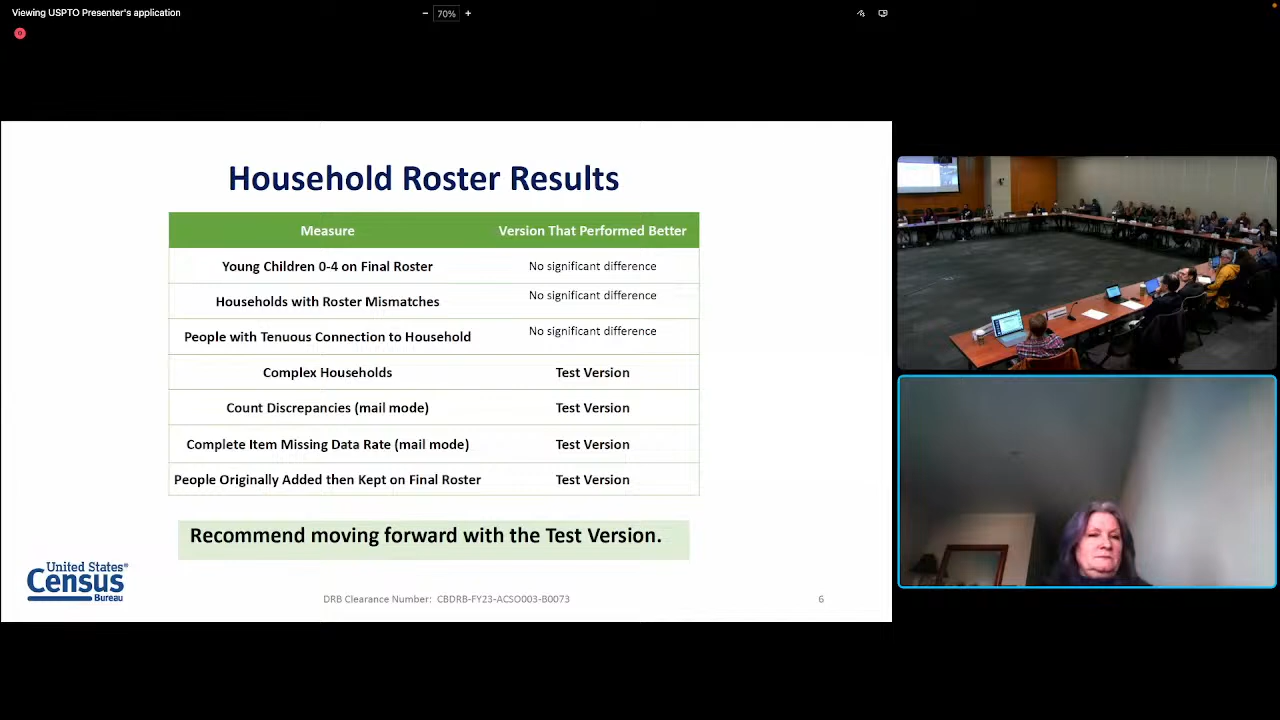 Viewing USPTO Presenter's application
− 70% +
Household Roster Results
Measure Version That Performed Better
Young Children 0-4 on Final Roster No significant difference
Households with Roster Mismatches No significant difference
People with Tenuous Connection to Household No significant difference
Complex Households Test Version
Count Discrepancies (mail mode) Test Version
Complete Item Missing Data Rate (mail mode) Test Version
People Originally Added then Kept on Final Roster Test Version
Recommend moving forward with the Test Version.
United States®
Census
Bureau
DRB Clearance Number: CBDRB-FY23-ACSO003-B0073
6